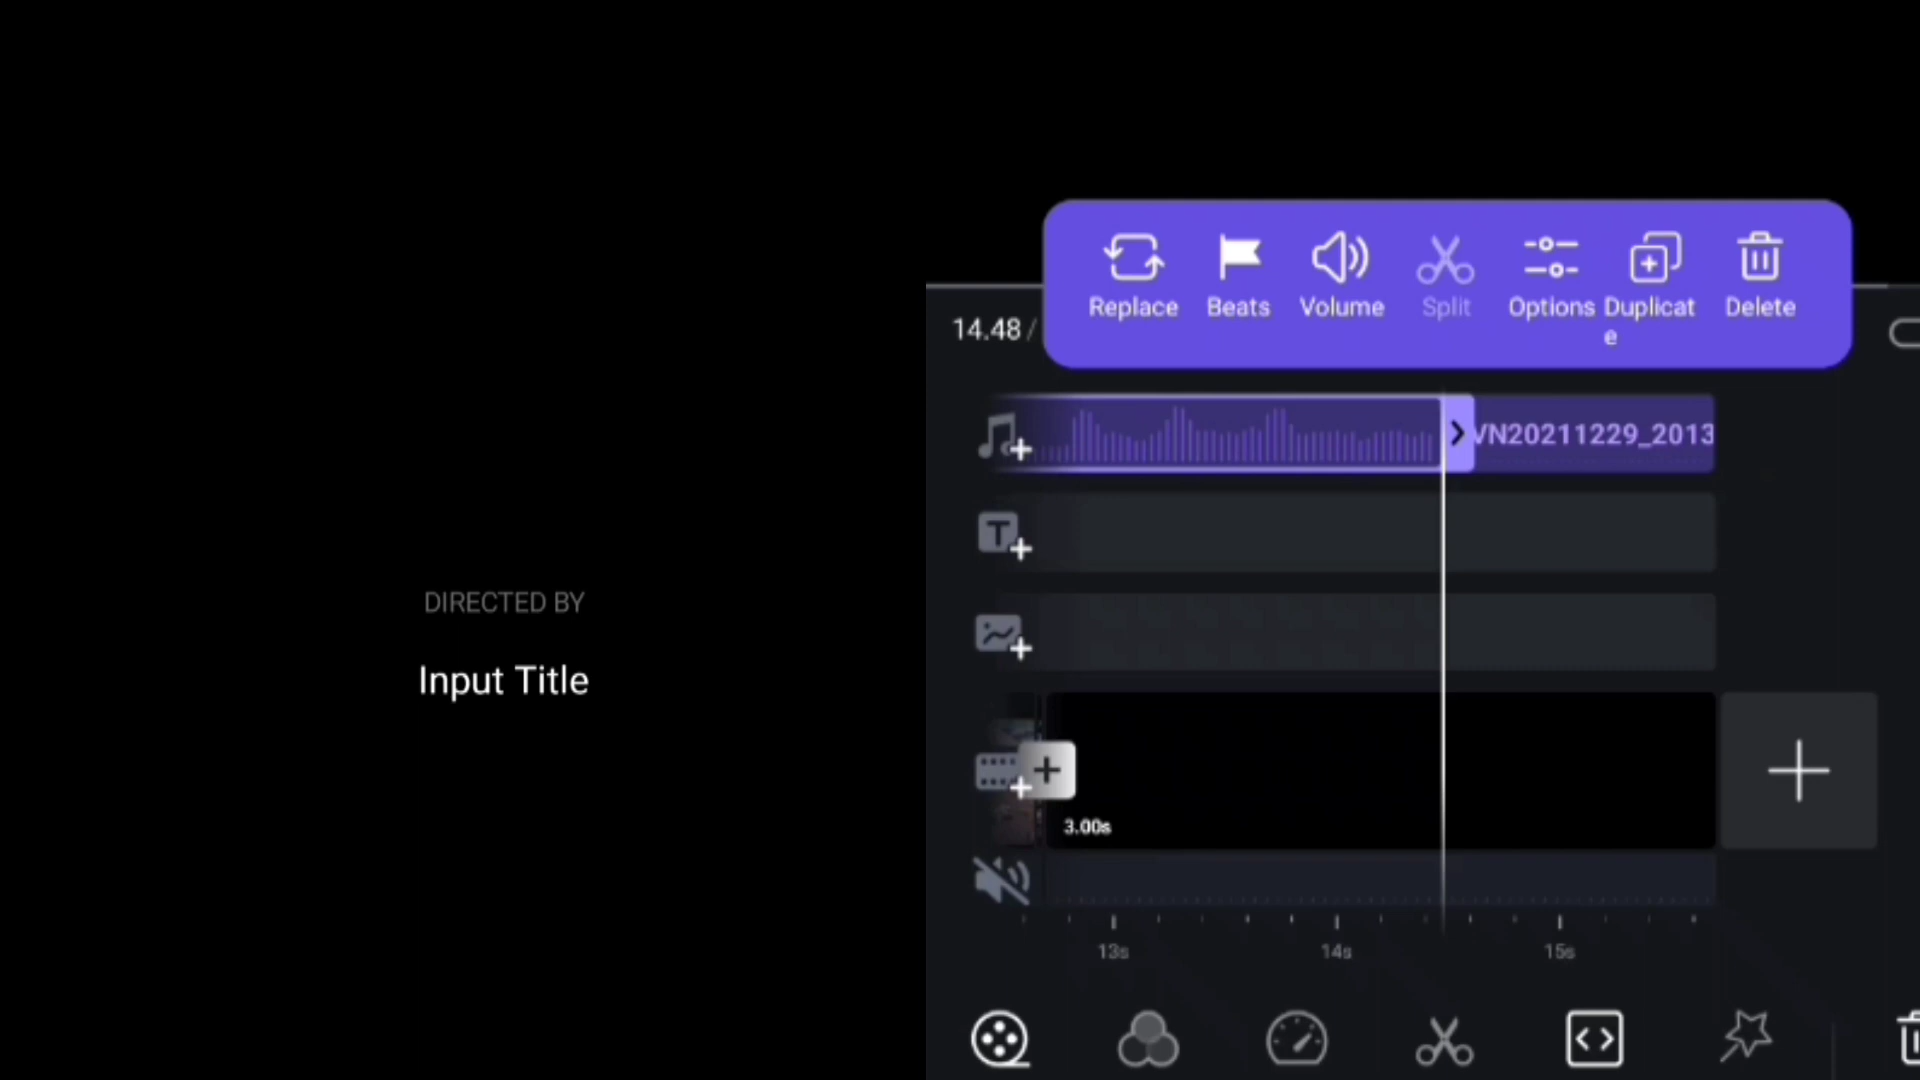 Replace Beats Volume Split Options Duplicat
e Delete
14.48 /
VN20211229_2013
T
DIRECTED BY
Input Title
3.00s
13s 14s 15s